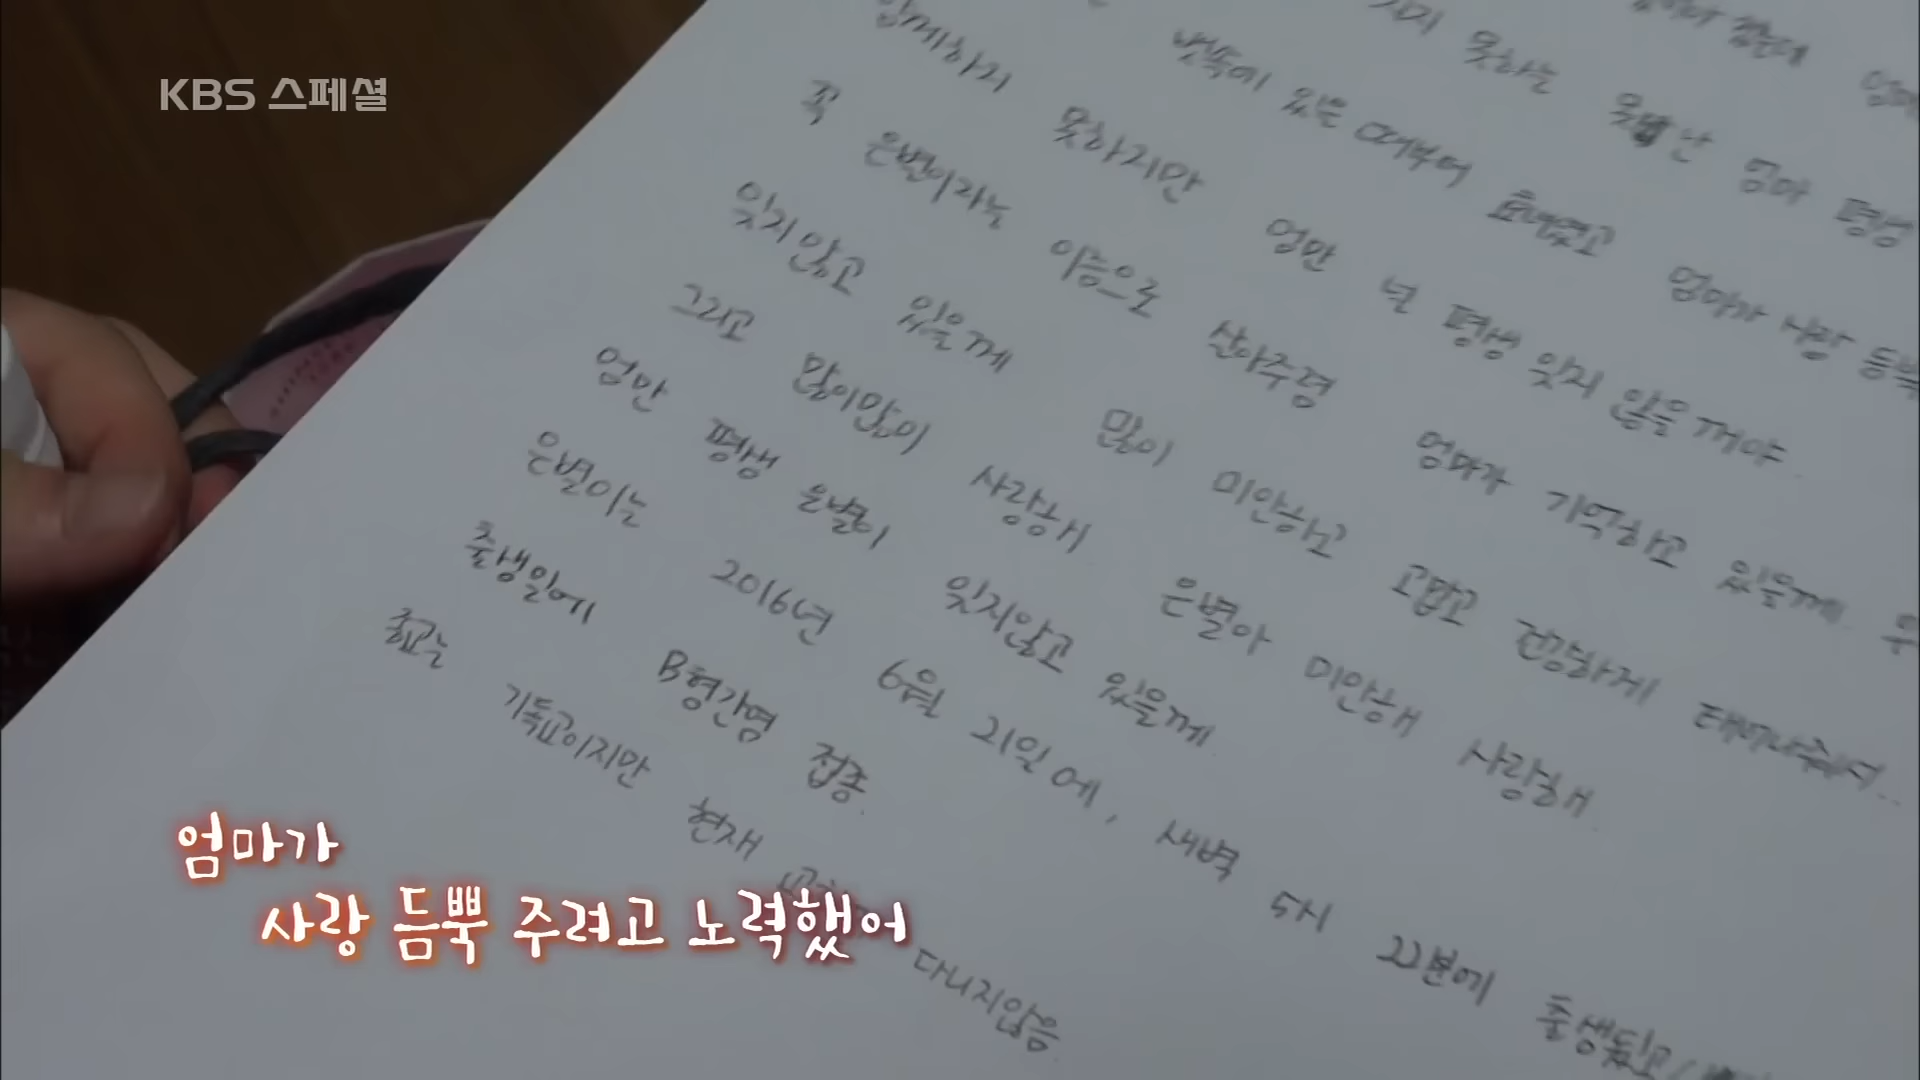 KBS 스페셜
지 못하는 못난 엄마 평생
함께하지 못하지만 엄만 널 평생 잊지 않을꺼야.
뱃속에 있을 때부터 엄마가 사랑 듬뿍
꼭 은별이라는 이름으로 살아주렴 엄마가 기억하고 있을께.
잊지않고 있을께 많이 미안하고 고맙고 건강하게 태어나줘서..
그리고 많이많이 사랑해 은별아 미안해 사랑해.
엄만 평생 은별이 잊지않고 있을께.
은별이는 2016년 6월 21일에, 새벽 5시 22분에 출생했고
출생일에 B형간염 접종.
종교는 기독교이지만 현재 다니지않음
엄마가
사랑 듬뿍 주려고 노력했어